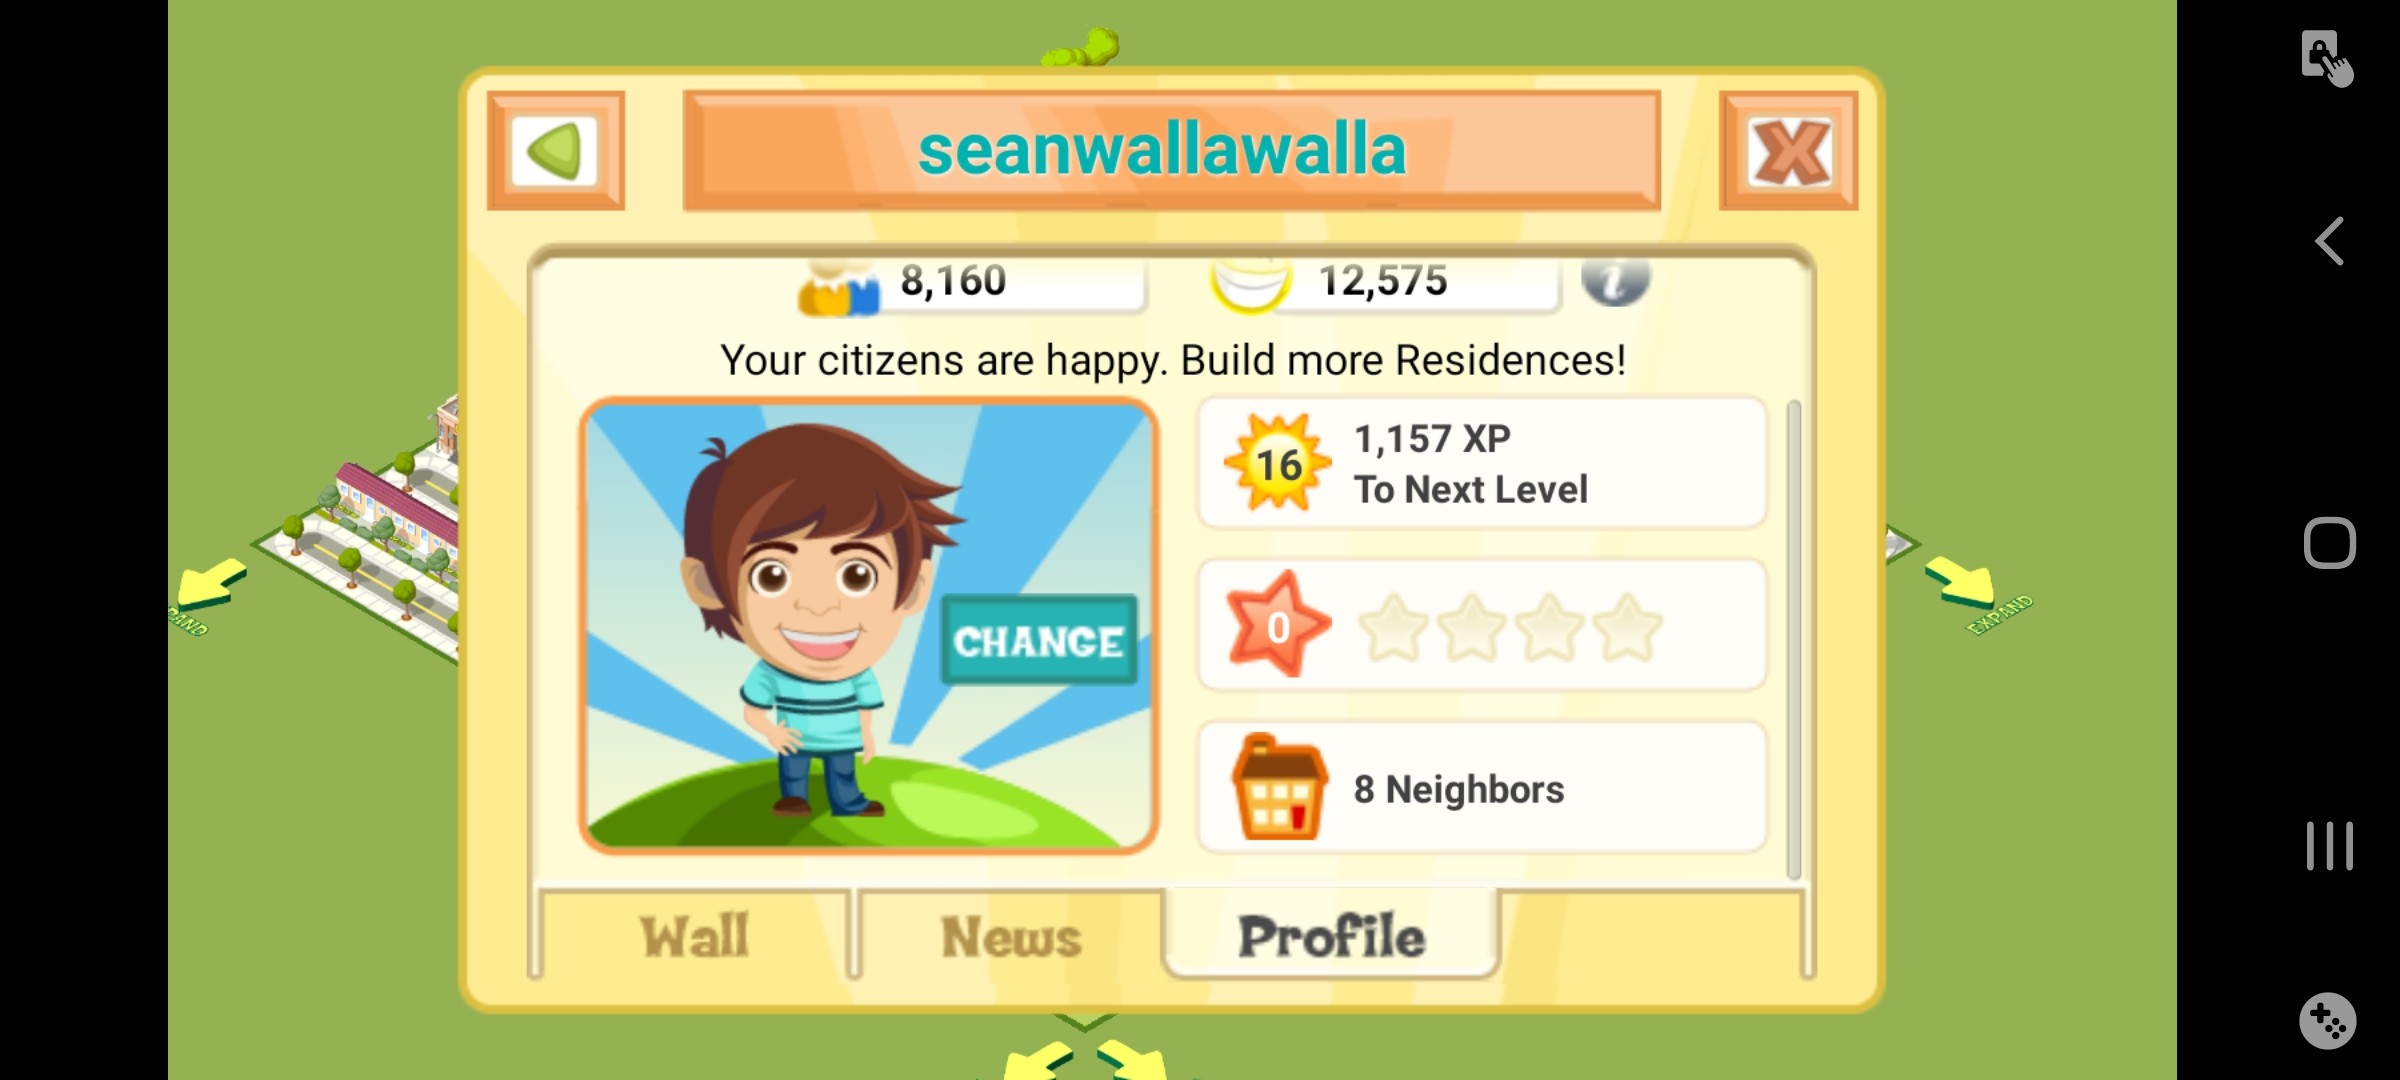 seanwallawalla
8,160
12,575
i
Your citizens are happy. Build more Residences!
16
1,157 XP
To Next Level
CHANGE
0
8 Neighbors
EXPAND
Wall
News
Profile